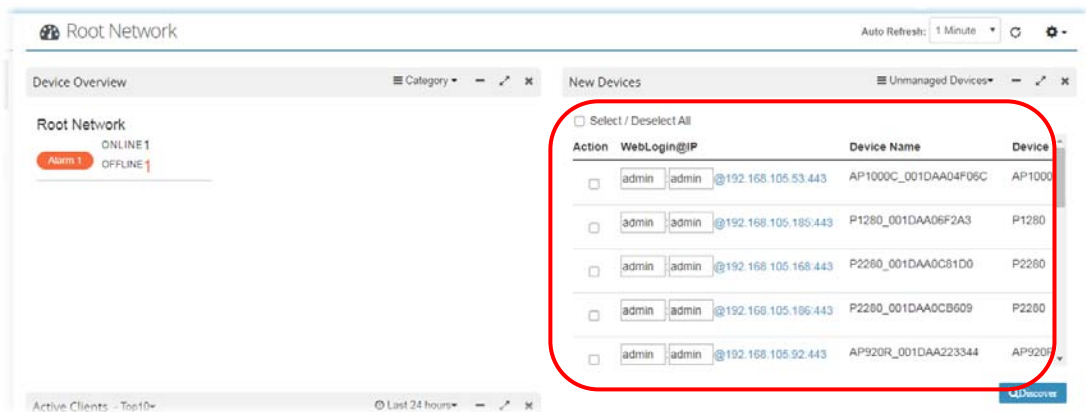 Root Network
Auto Refresh: 1 Minute
Device Overview
Category
Root Network
ONLINE 1
Alarm 1
OFFLINE 1
New Devices
Unmanaged Devices
Select / Deselect All
Action WebLogin@IP Device Name Device
admin : admin @192.168.105.53:443 AP1000C_001DAA04F06C AP1000
admin : admin @192.168.105.185:443 P1280_001DAA06F2A3 P1280
admin : admin @192.168.105.168:443 P2280_001DAA0C81D0 P2280
admin : admin @192.168.105.186:443 P2280_001DAA0CB609 P2280
admin : admin @192.168.105.92:443 AP920R_001DAA223344 AP920R
Discover
Active Clients - Top10
Last 24 hours